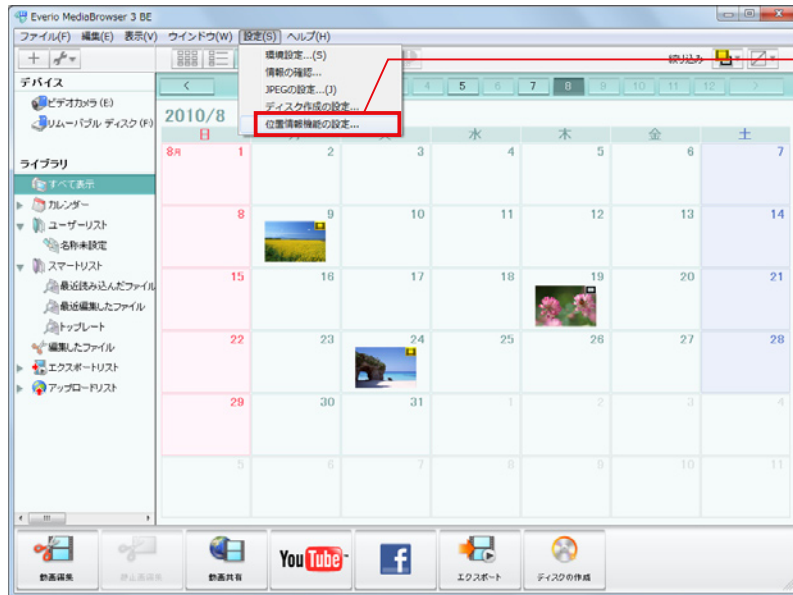 Everio MediaBrowser 3 BE
ファイル(F) 編集(E) 表示(V) ウインドウ(W) 設定(S) ヘルプ(H)
環境設定...(S)
情報の確認...
JPEGの設定...(J)
ディスク作成の設定...
位置情報機能の設定...
絞り込み
デバイス
ビデオカメラ (E)
リムーバブル ディスク (F)
ライブラリ
すべて表示
カレンダー
ユーザーリスト
名称未設定
スマートリスト
最近読み込んだファイル
最近編集したファイル
トップレート
編集したファイル
エクスポートリスト
アップロードリスト
< 4 5 6 7 8 9 10 11 12 >
2010/8
日 水 木 金 土
8月 1 2 3 4 5 6 7
8 9 10 11 12 13 14
15 16 17 18 19 20 21
22 23 24 25 26 27 28
29 30 31 1 2 3 4
5 6 7 8 9 10 11
動画編集
静止画編集
動画共有
YouTube
f
エクスポート
ディスクの作成